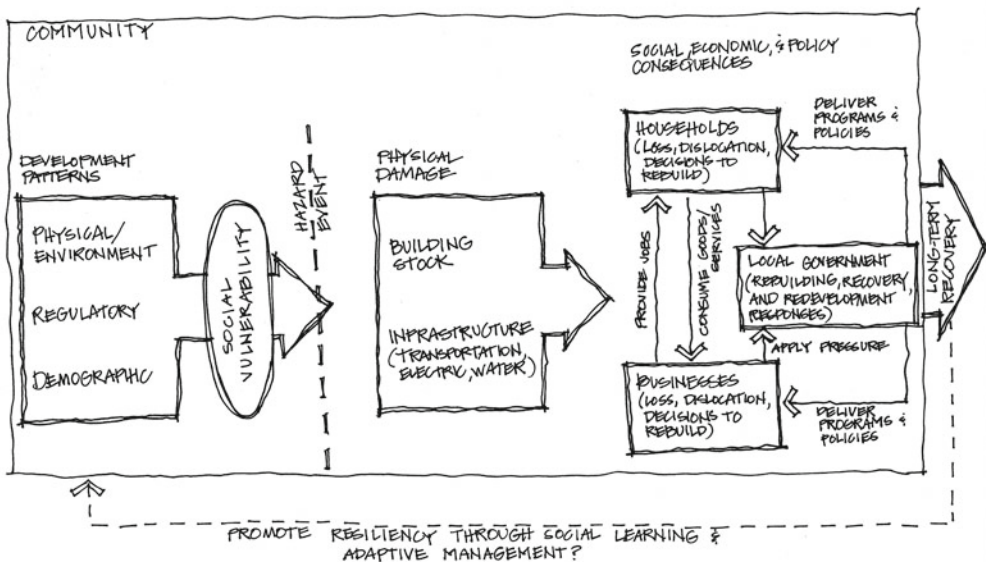 COMMUNITY
DEVELOPMENT
PATTERNS
PHYSICAL/
ENVIRONMENT
REGULATORY
DEMOGRAPHIC
SOCIAL
VULNERABILITY
HAZARD
EVENT
PHYSICAL
DAMAGE
BUILDING
STOCK
INFRASTRUCTURE
(TRANSPORTATION,
ELECTRIC, WATER)
SOCIAL, ECONOMIC, & POLICY
CONSEQUENCES
HOUSEHOLDS
(LOSS, DISLOCATION,
DECISIONS TO
REBUILD)
DELIVER
PROGRAMS &
POLICIES
PROVIDE JOBS
CONSUME GOODS/
SERVICES
LOCAL GOVERNMENT
(REBUILDING, RECOVERY,
AND REDEVELOPMENT
RESPONSES)
APPLY PRESSURE
BUSINESSES
(LOSS, DISLOCATION,
DECISIONS TO
REBUILD)
DELIVER
PROGRAMS &
POLICIES
LONG-TERM
RECOVERY
PROMOTE RESILIENCY THROUGH SOCIAL LEARNING &
ADAPTIVE MANAGEMENT?